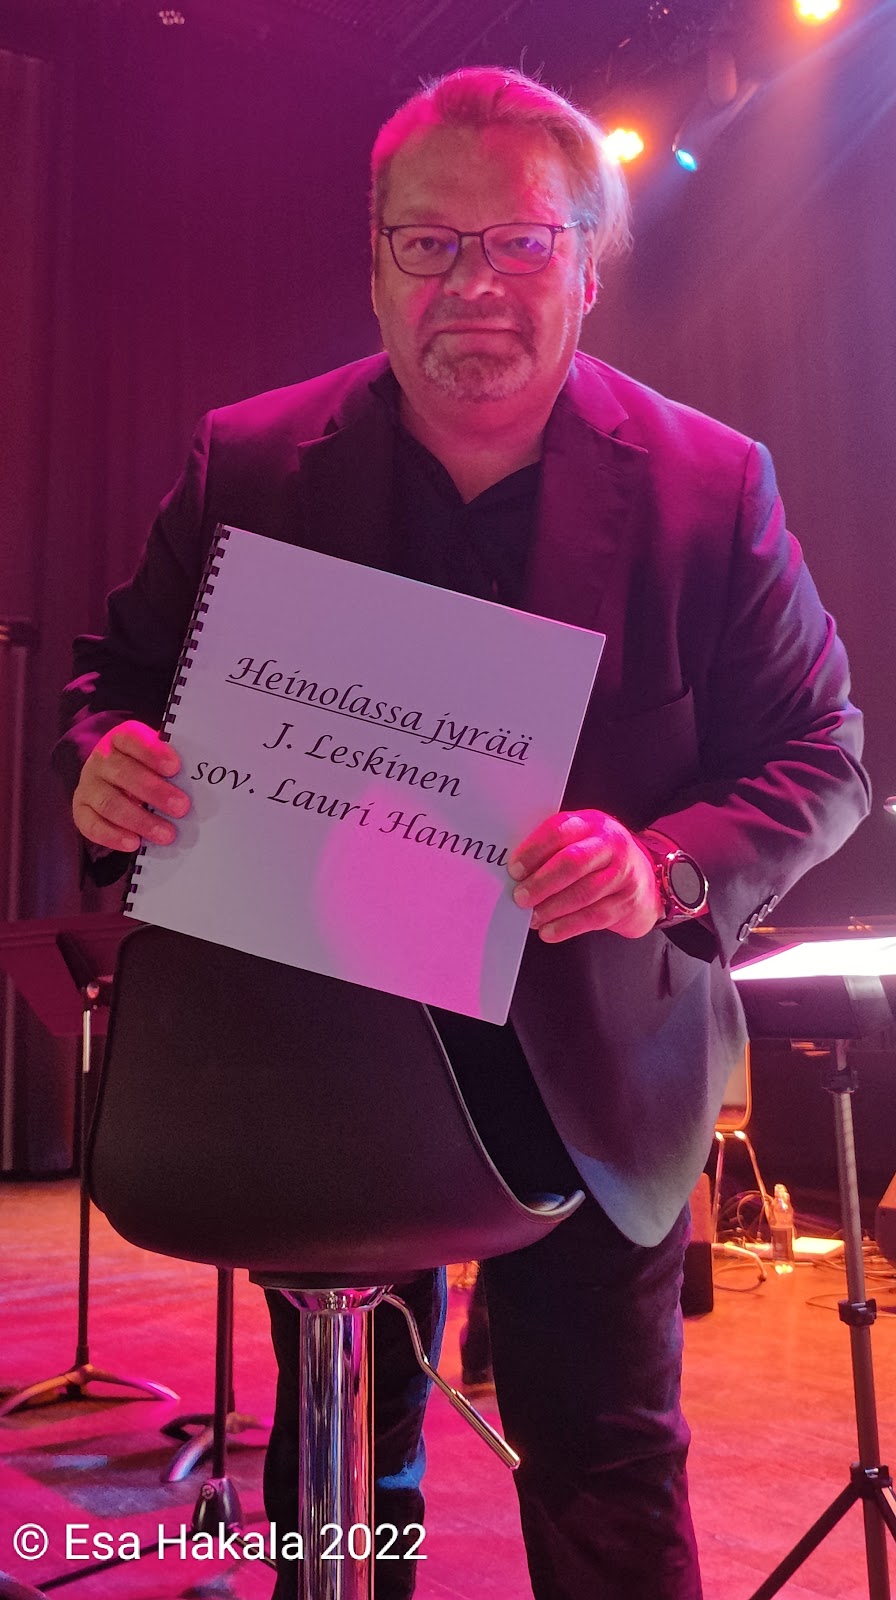 Heinolassa jyrää
J. Leskinen
sov. Lauri Hannu
© Esa Hakala 2022